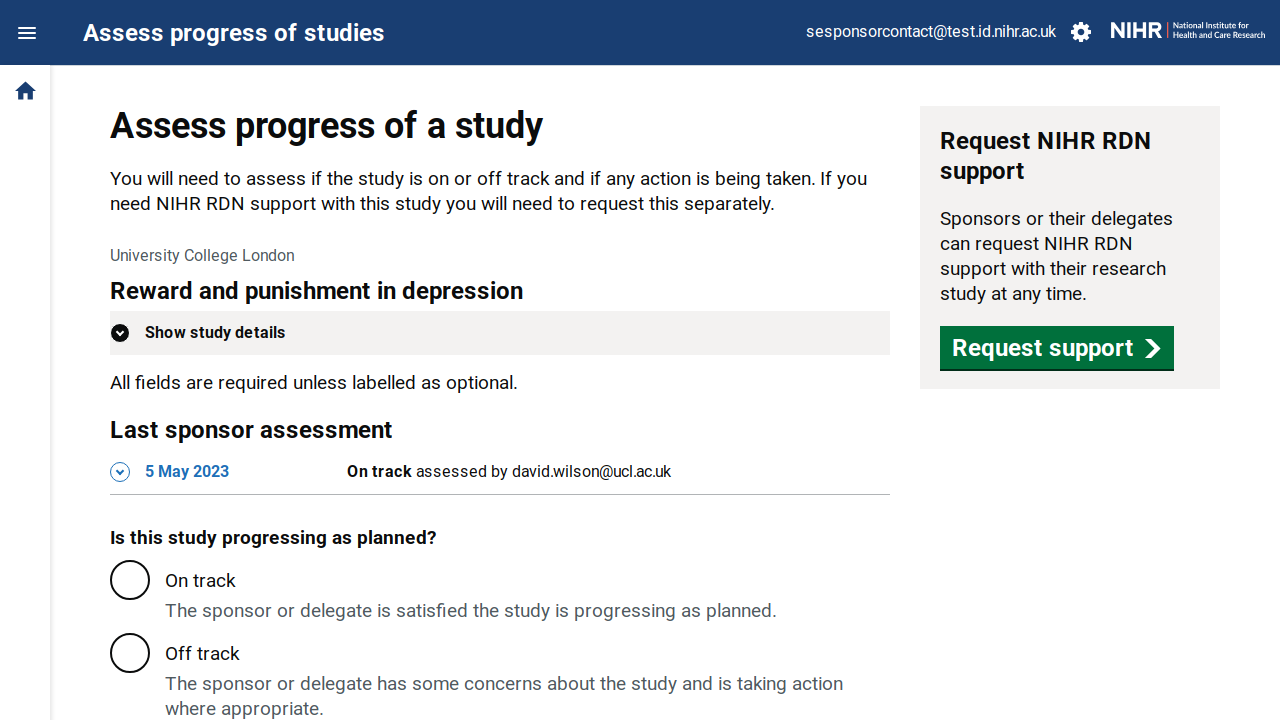 Assess progress of studies
sesponsorcontact@test.id.nihr.ac.uk
NIHR | National Institute for
Health and Care Research
Assess progress of a study
You will need to assess if the study is on or off track and if any action is being taken. If you
need NIHR RDN support with this study you will need to request this separately.
University College London
Reward and punishment in depression
Show study details
All fields are required unless labelled as optional.
Last sponsor assessment
5 May 2023
On track assessed by david.wilson@ucl.ac.uk
Is this study progressing as planned?
On track
The sponsor or delegate is satisfied the study is progressing as planned.
Off track
The sponsor or delegate has some concerns about the study and is taking action
where appropriate.
Request NIHR RDN
support
Sponsors or their delegates
can request NIHR RDN
support with their research
study at any time.
Request support